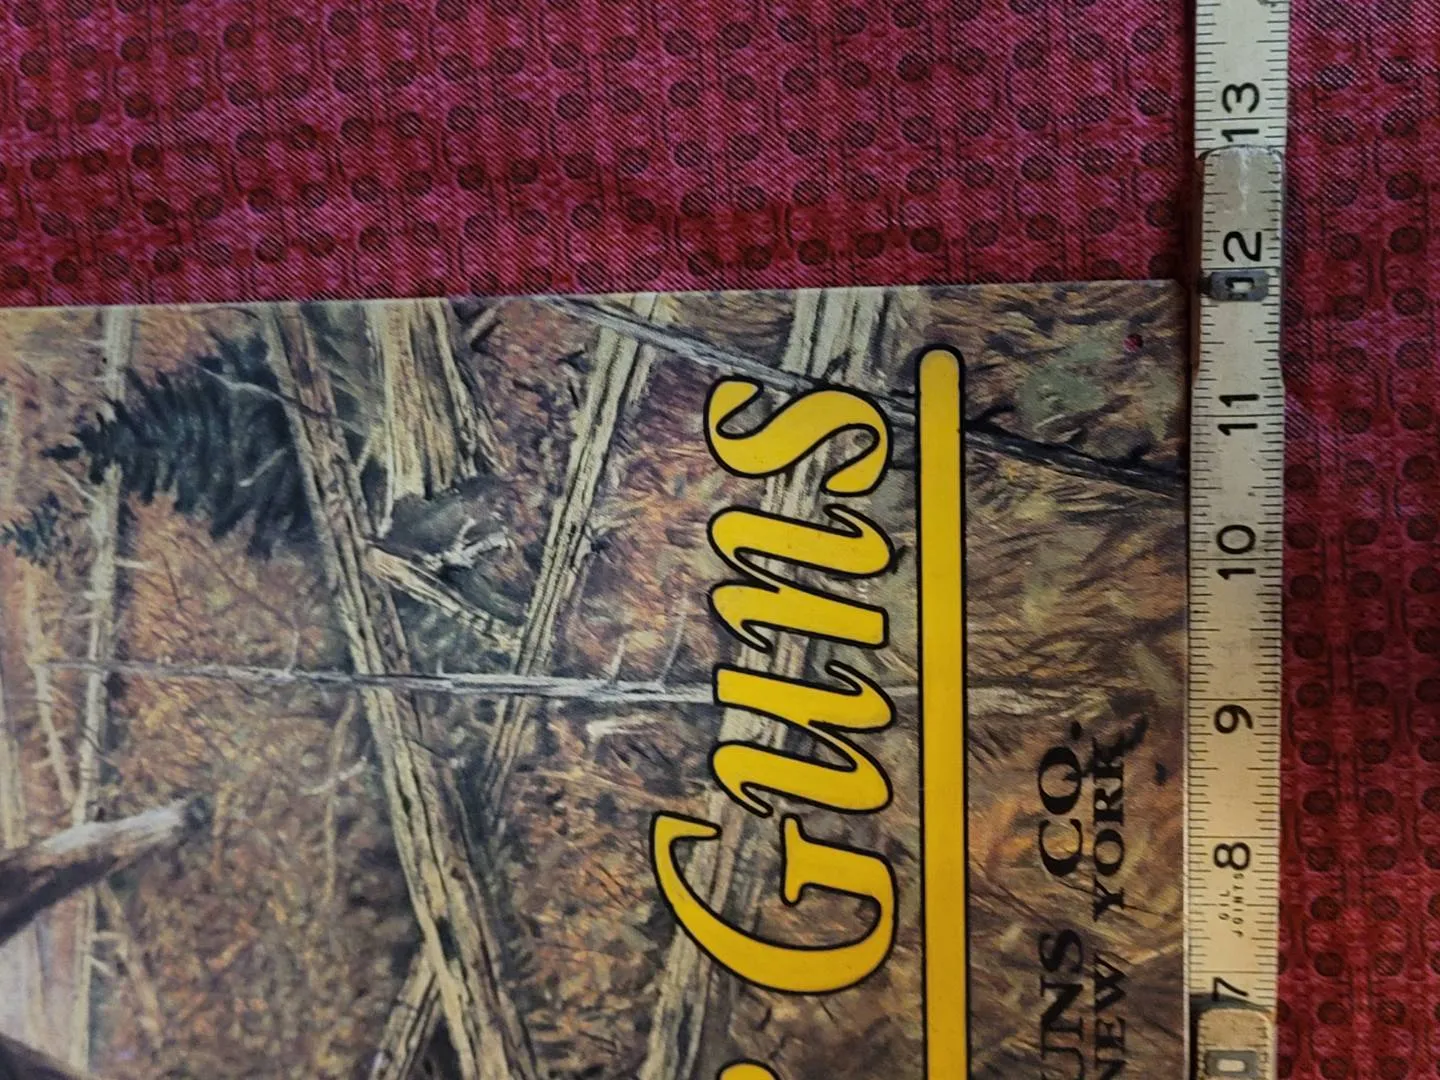 Guns
UNS CO.
NEW YORK
7 8 9 10 11 12 13
OIL
JOINTS